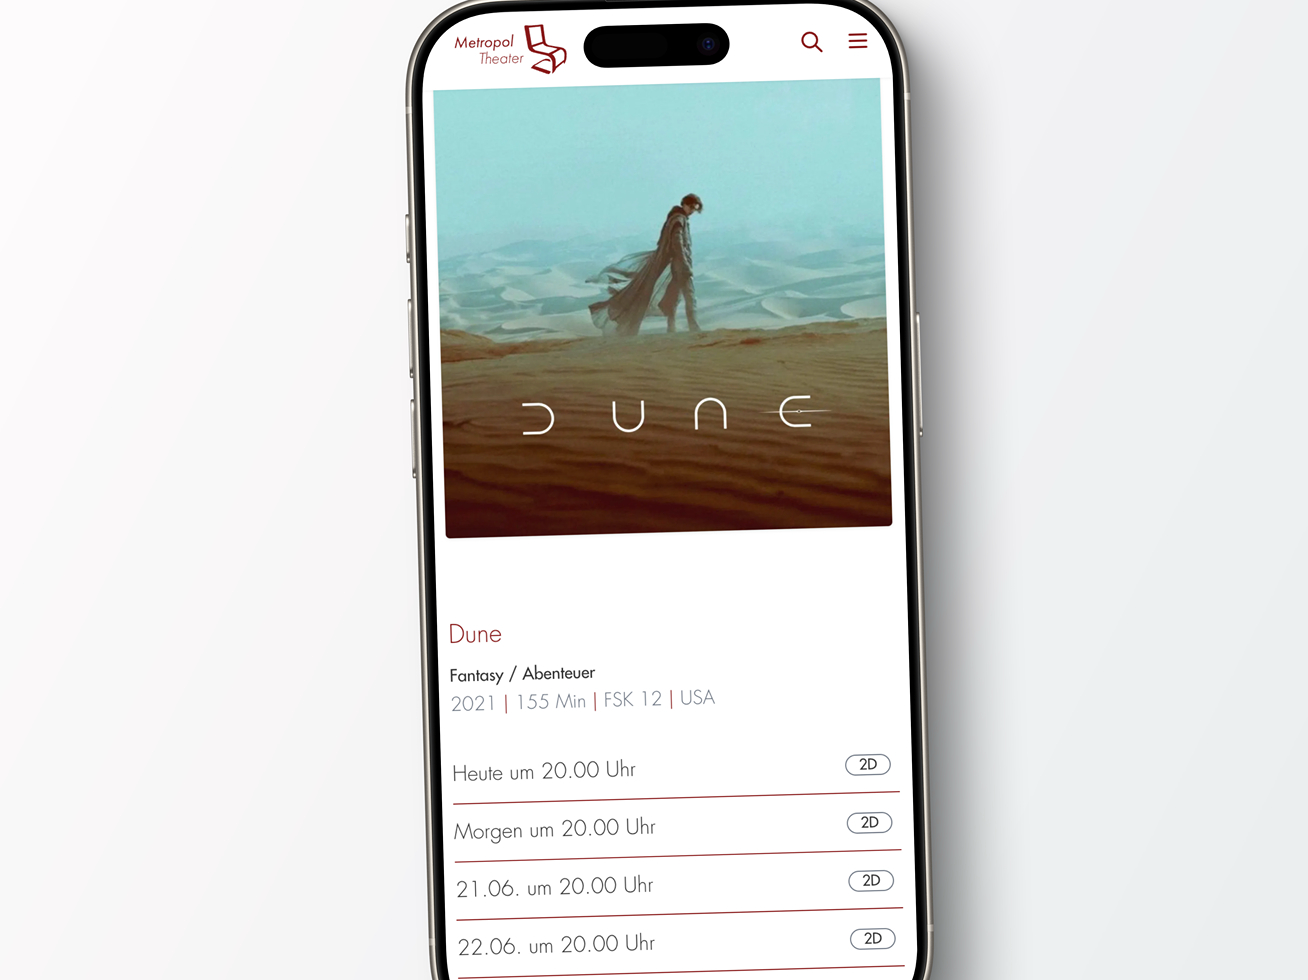 Metropol
Theater
DUNE
Dune
Fantasy / Abenteuer
2021 | 155 Min | FSK 12 | USA
Heute um 20.00 Uhr 2D
Morgen um 20.00 Uhr 2D
21.06. um 20.00 Uhr 2D
22.06. um 20.00 Uhr 2D